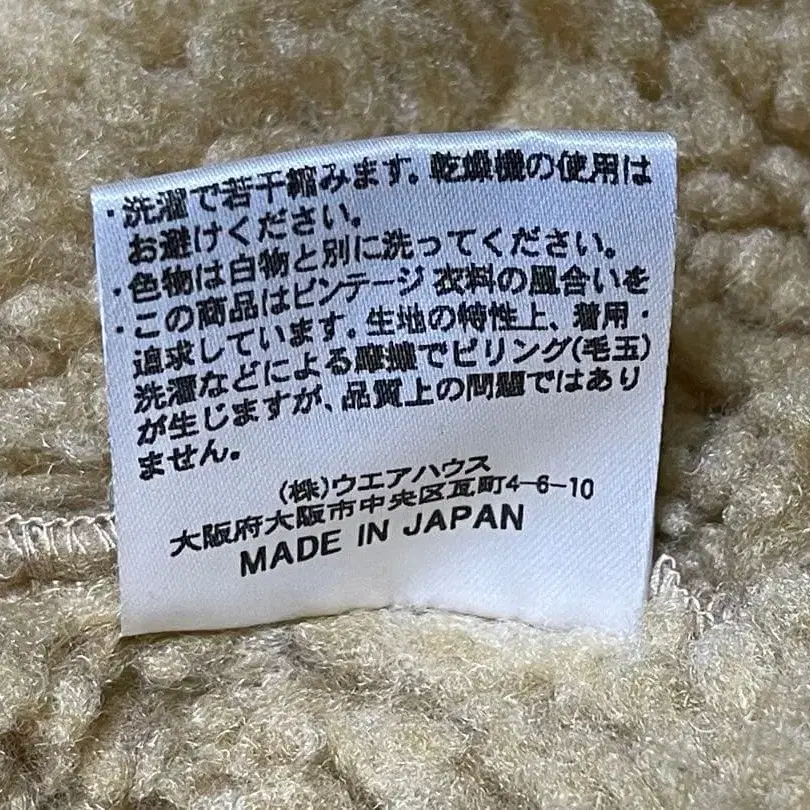 ・洗濯で若干縮みます。乾燥機の使用は
お避けください。
・色物は白物と別に洗ってください。
・この商品はビンテージ衣料の風合いを
追求しています。生地の特性上、着用・
洗濯などによる摩擦でピリング(毛玉)
が生じますが、品質上の問題ではあり
ません。
(株)ウエアハウス
大阪府大阪市中央区瓦町4-6-10
MADE IN JAPAN